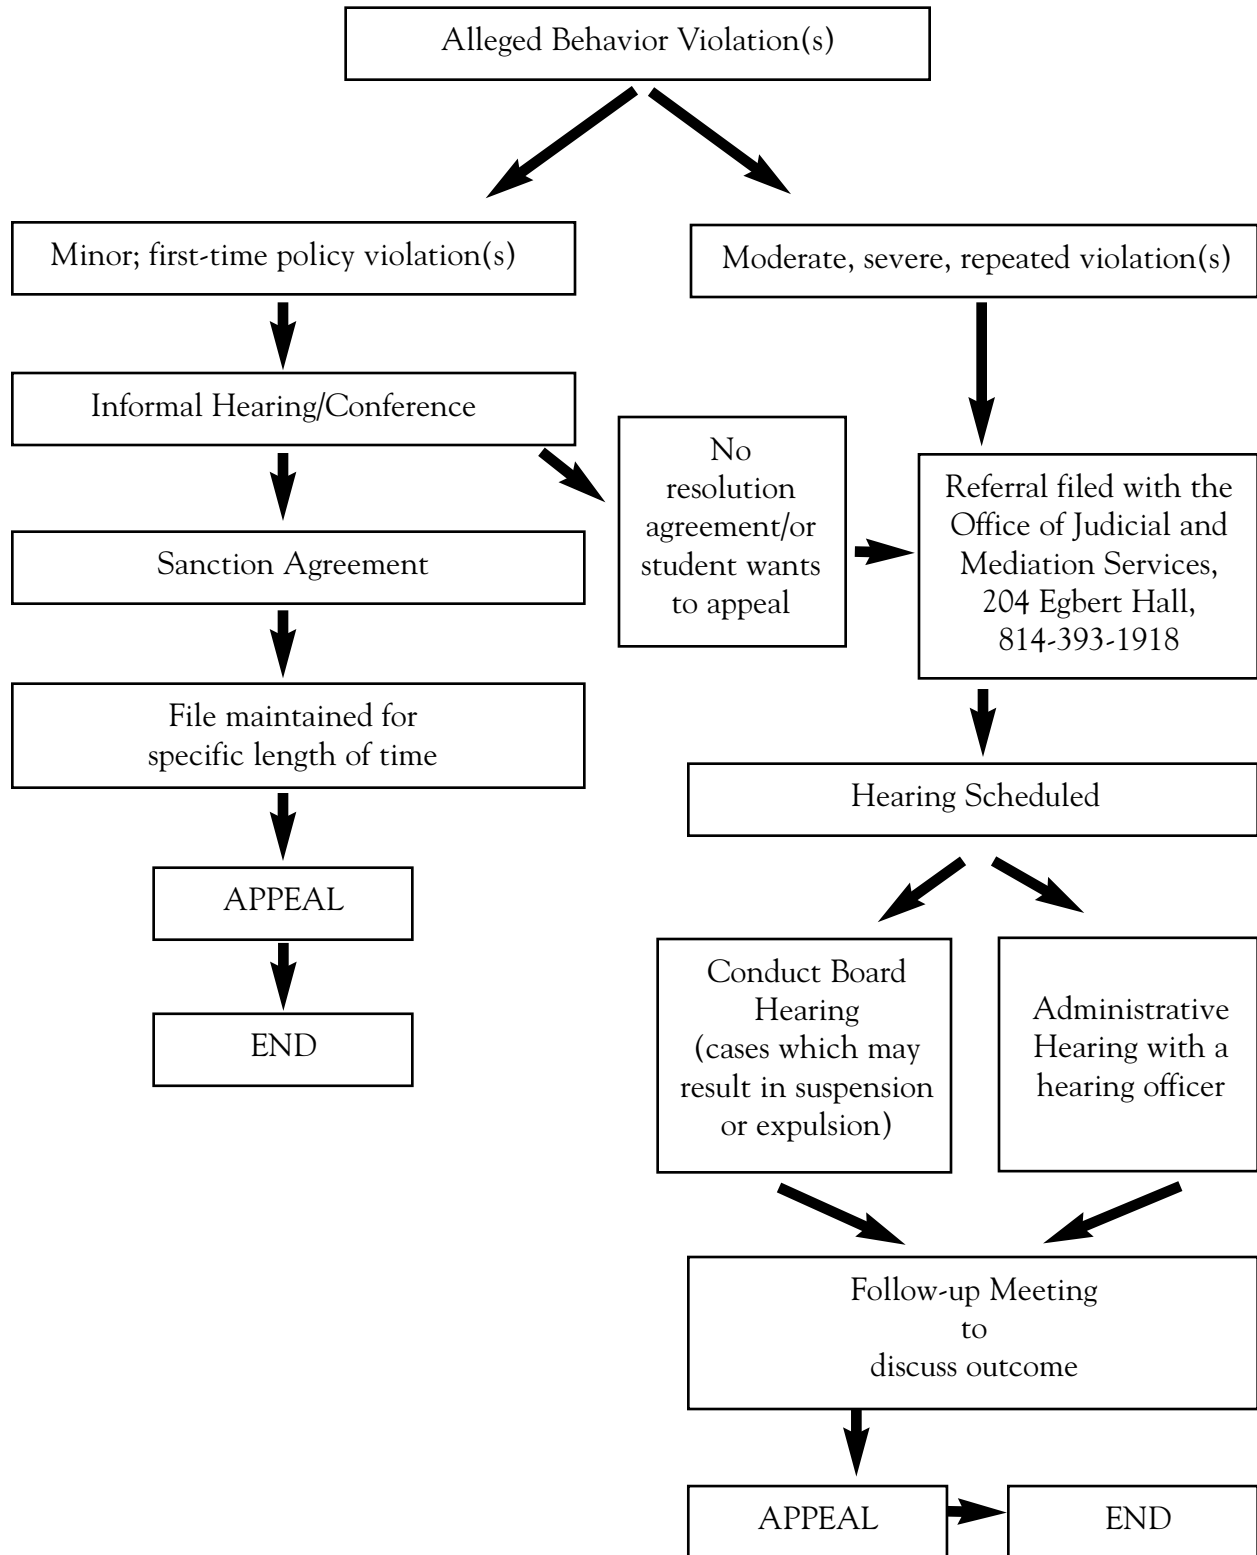 Alleged Behavior Violation(s)
Minor; first-time policy violation(s)
Moderate, severe, repeated violation(s)
Informal Hearing/Conference
No
resolution
agreement/or
student wants
to appeal
Referral filed with the
Office of Judicial and
Mediation Services,
204 Egbert Hall,
814-393-1918
Sanction Agreement
File maintained for
specific length of time
Hearing Scheduled
APPEAL
END
Conduct Board
Hearing
(cases which may
result in suspension
or expulsion)
Administrative
Hearing with a
hearing officer
Follow-up Meeting
to
discuss outcome
APPEAL
END